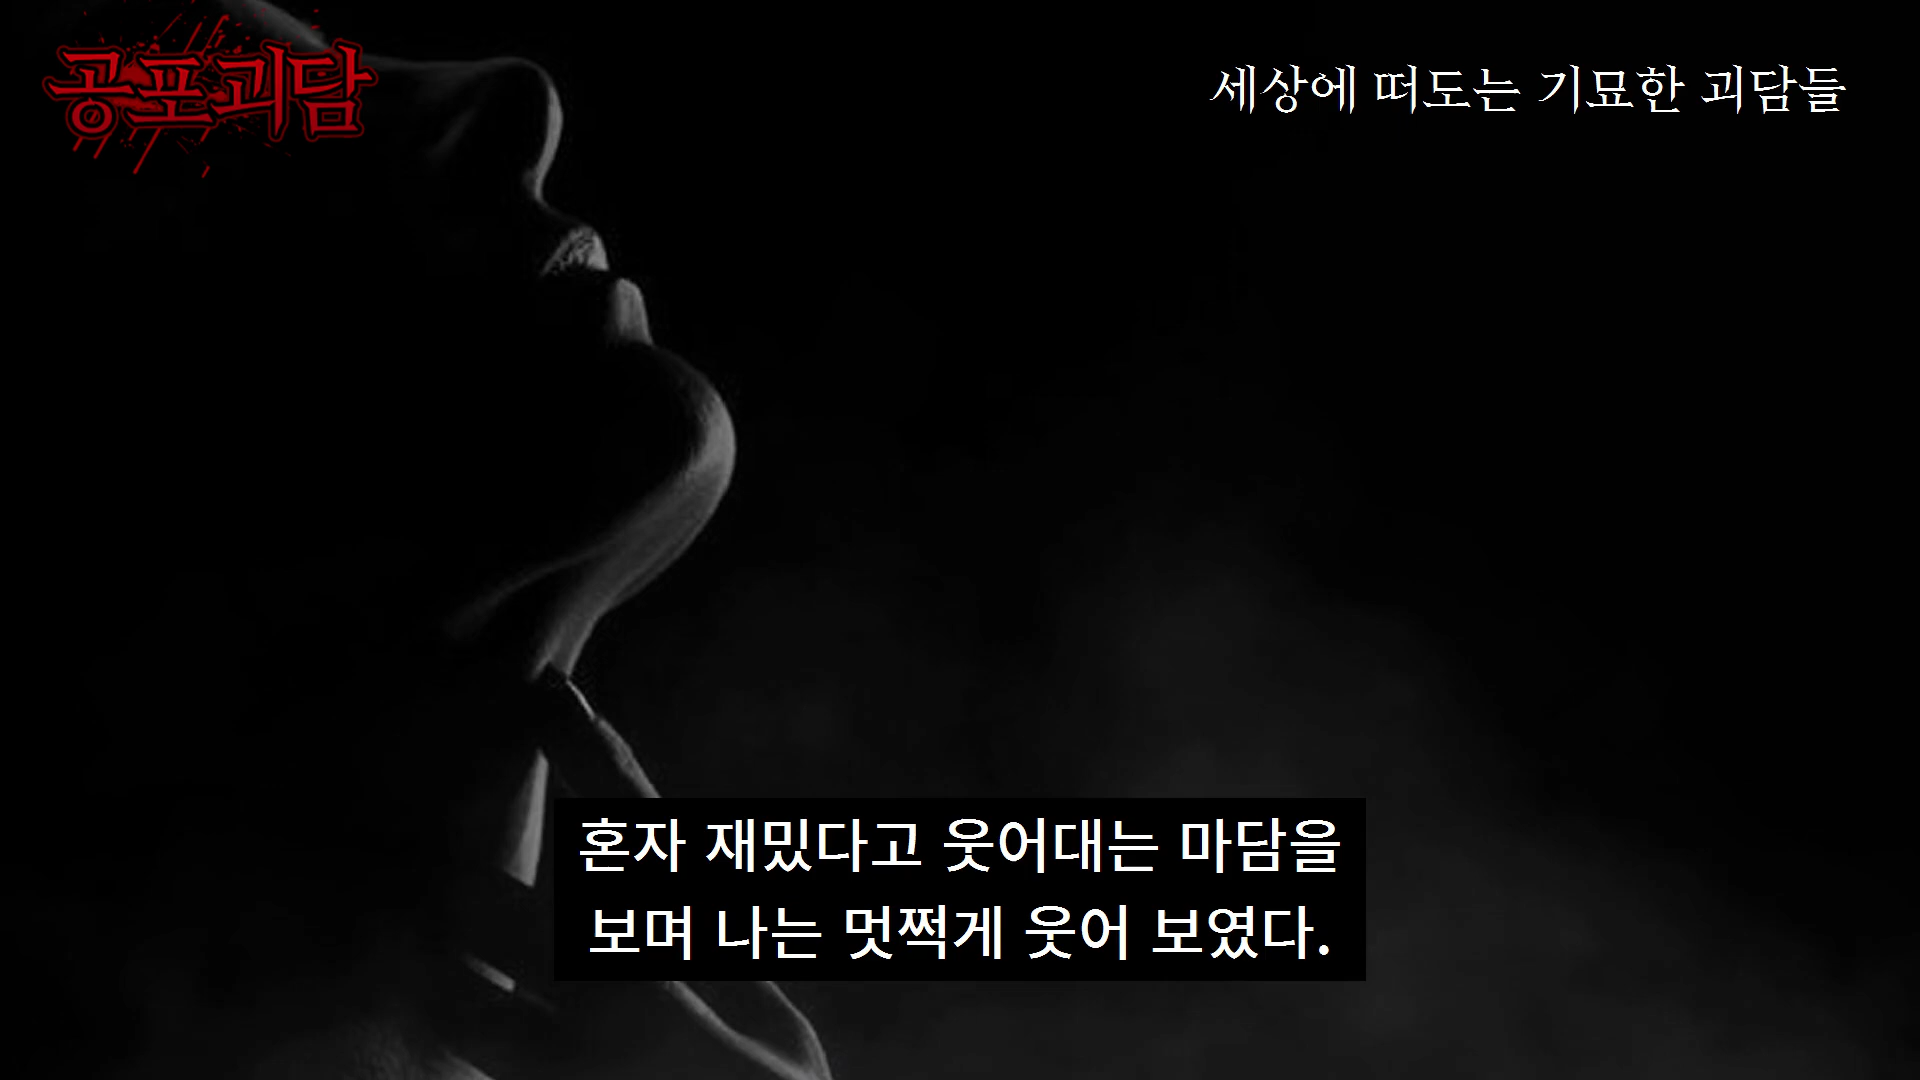 공포괴담
세상에 떠도는 기묘한 괴담들
혼자 재밌다고 웃어대는 마담을
보며 나는 멋쩍게 웃어 보였다.